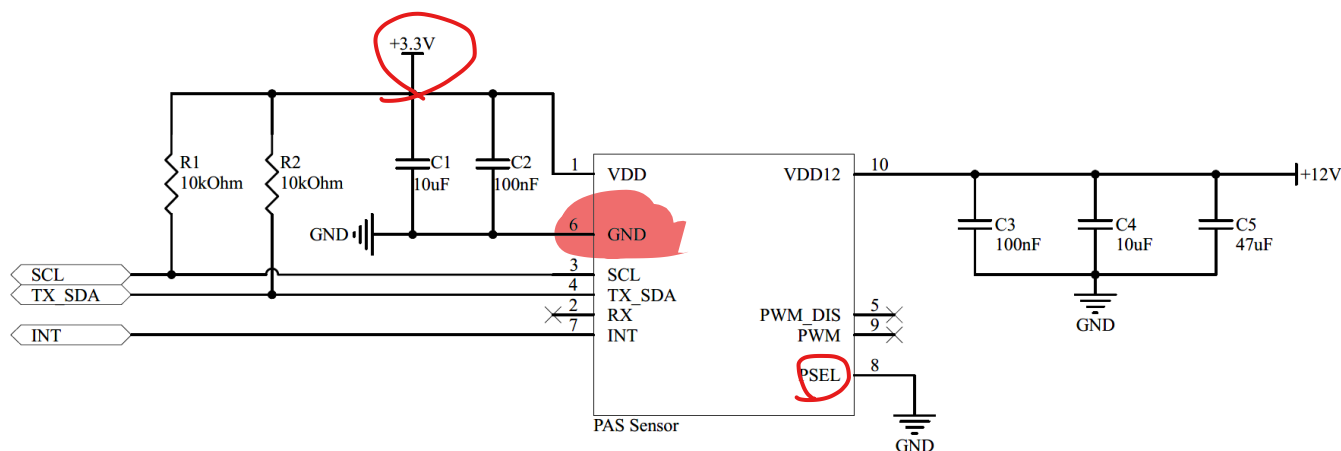 +3.3V
R1
10kOhm
R2
10kOhm
C1
10uF
C2
100nF
1
VDD
VDD12
10
+12V
6
GND
GND
C3
100nF
C4
10uF
C5
47uF
SCL
3
SCL
TX_SDA
4
TX_SDA
2
RX
PWM_DIS
5
INT
7
INT
PWM
9
GND
PSEL
8
PAS Sensor
GND